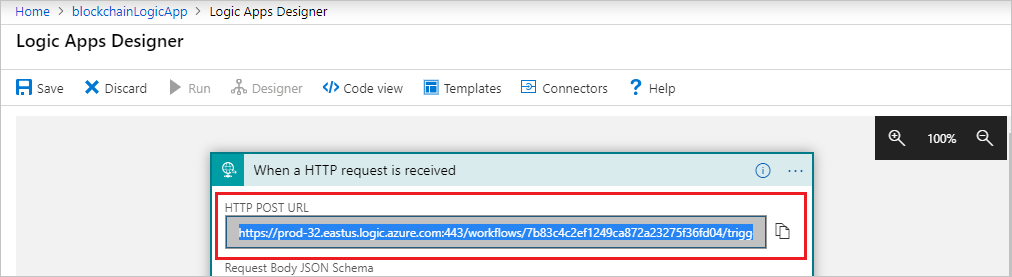 Home > blockchainLogicApp > Logic Apps Designer
Logic Apps Designer
Save Discard Run Designer Code view Templates Connectors Help
100%
When a HTTP request is received
HTTP POST URL
https://prod-32.eastus.logic.azure.com:443/workflows/7b83c4c2ef1249ca872a23275f36fd04/trigg
Request Body JSON Schema